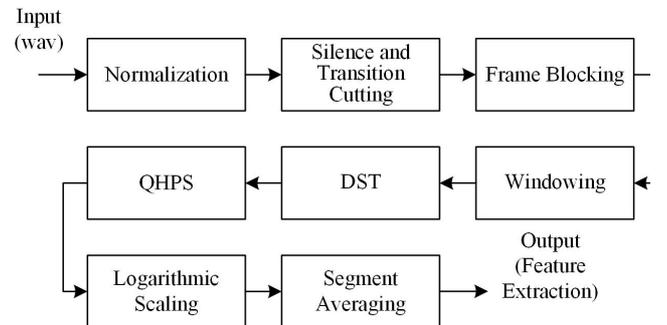 Input
(wav)
Normalization
Silence and
Transition
Cutting
Frame Blocking
QHPS
DST
Windowing
Logarithmic
Scaling
Segment
Averaging
Output
(Feature
Extraction)